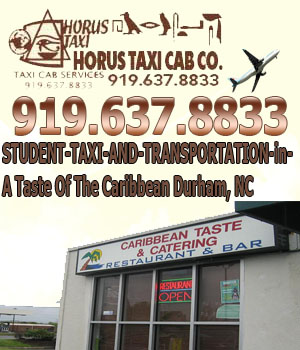 HORUS
TAXI
TAXI CAB SERVICES
919.637.8833
HORUS TAXI CAB CO.
919.637.8833
919.637.8833
STUDENT-TAXI-AND-TRANSPORTATION-in-
A Taste Of The Caribbean Durham, NC
CARIBBEAN TASTE
& CATERING
RESTAURANT & BAR
RESTAURANT
OPEN